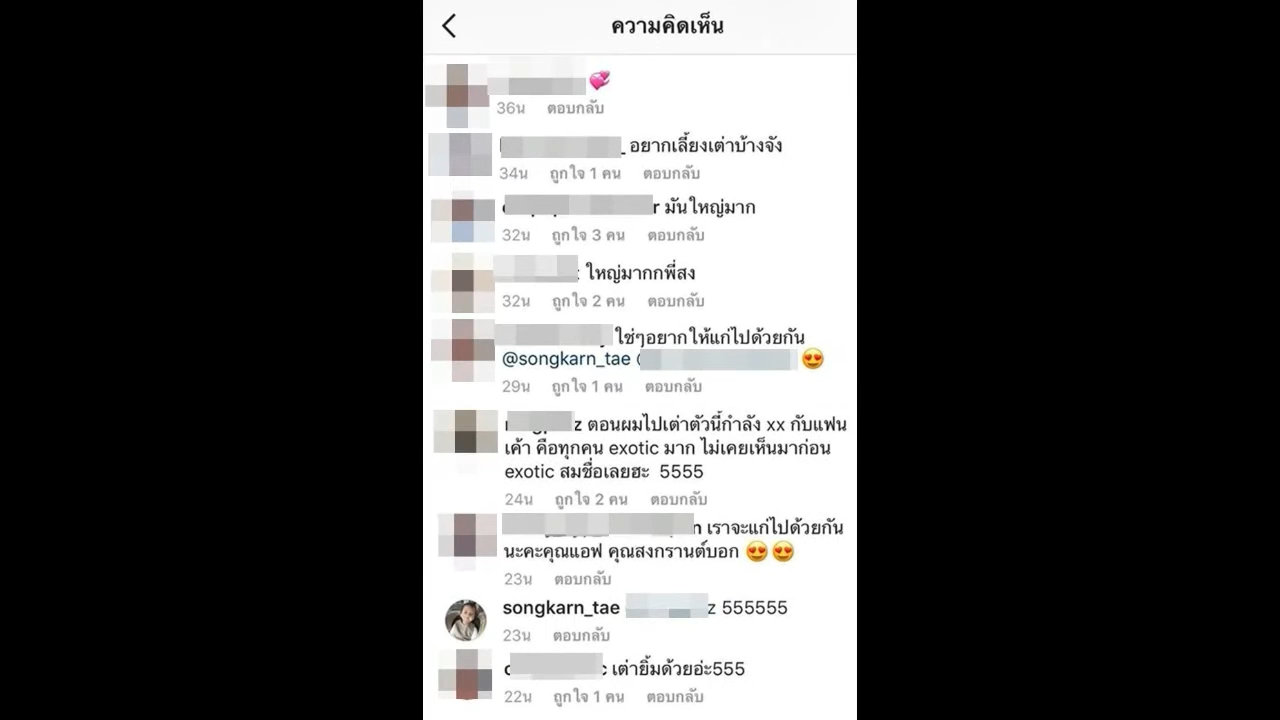 ความคิดเห็น
36น ตอบกลับ
อยากเลี้ยงเต่าบ้างจัง
34น ถูกใจ 1 คน ตอบกลับ
r มันใหญ่มาก
32น ถูกใจ 3 คน ตอบกลับ
ใหญ่มากกพี่สง
32น ถูกใจ 2 คน ตอบกลับ
ใช่ๆอยากให้แก่ไปด้วยกัน
@songkarn_tae
29น ถูกใจ 1 คน ตอบกลับ
z ตอนผมไปเต่าตัวนี้กำลัง xx กับแฟน
เค้า คือทุกคน exotic มาก ไม่เคยเห็นมาก่อน
exotic สมชื่อเลยฮะ 5555
24น ถูกใจ 2 คน ตอบกลับ
n เราจะแก่ไปด้วยกัน
นะคะคุณแอฟ คุณสงกรานต์บอก 😍😍
23น ตอบกลับ
songkarn_tae z 555555
23น ตอบกลับ
c เต่ายิ้มด้วยอ่ะ555
22น ถูกใจ 1 คน ตอบกลับ